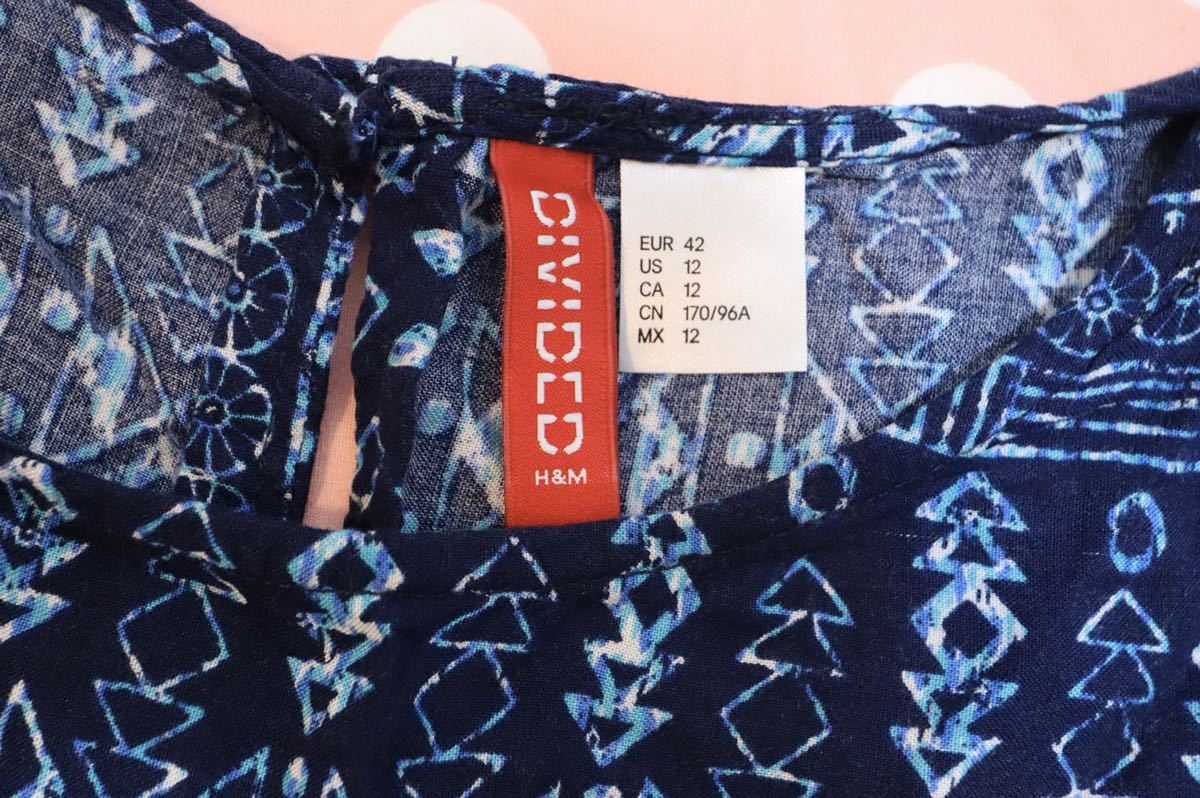 DIVIDED
H&M
EUR 42
US 12
CA 12
CN 170/96A
MX 12